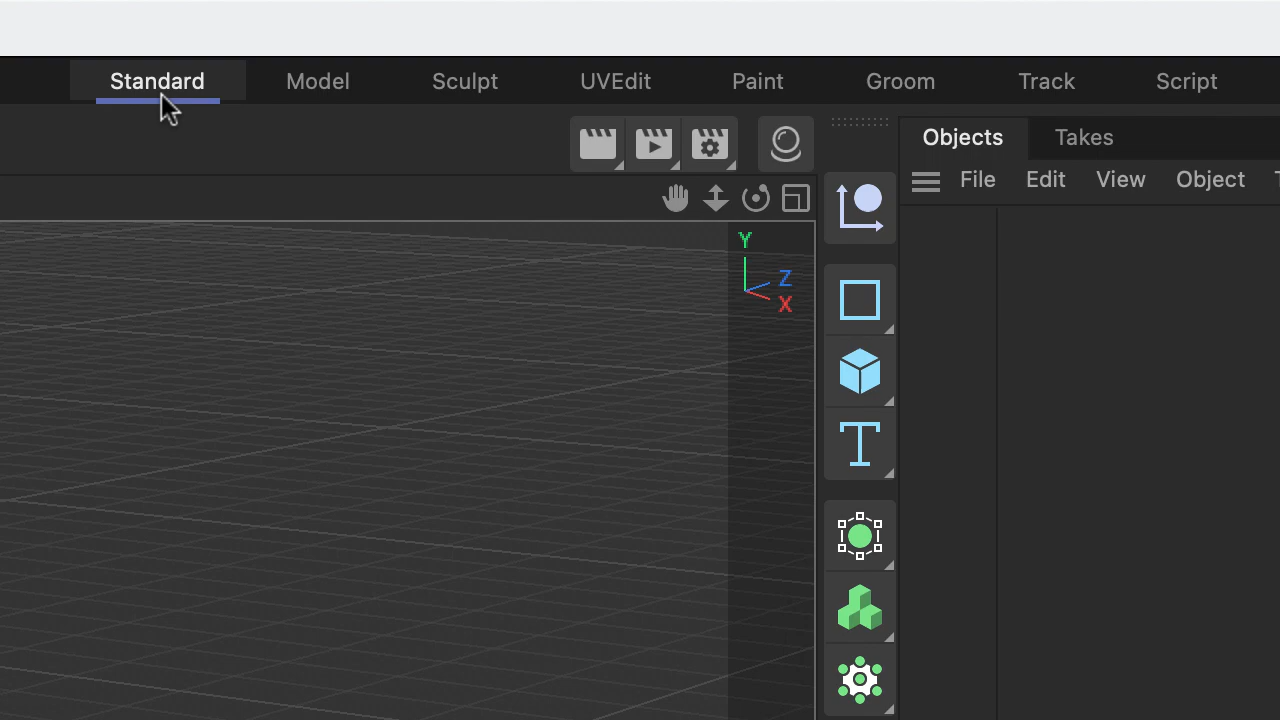 Standard Model Sculpt UVEdit Paint Groom Track Script
Objects Takes
File Edit View Object
Y
Z
X